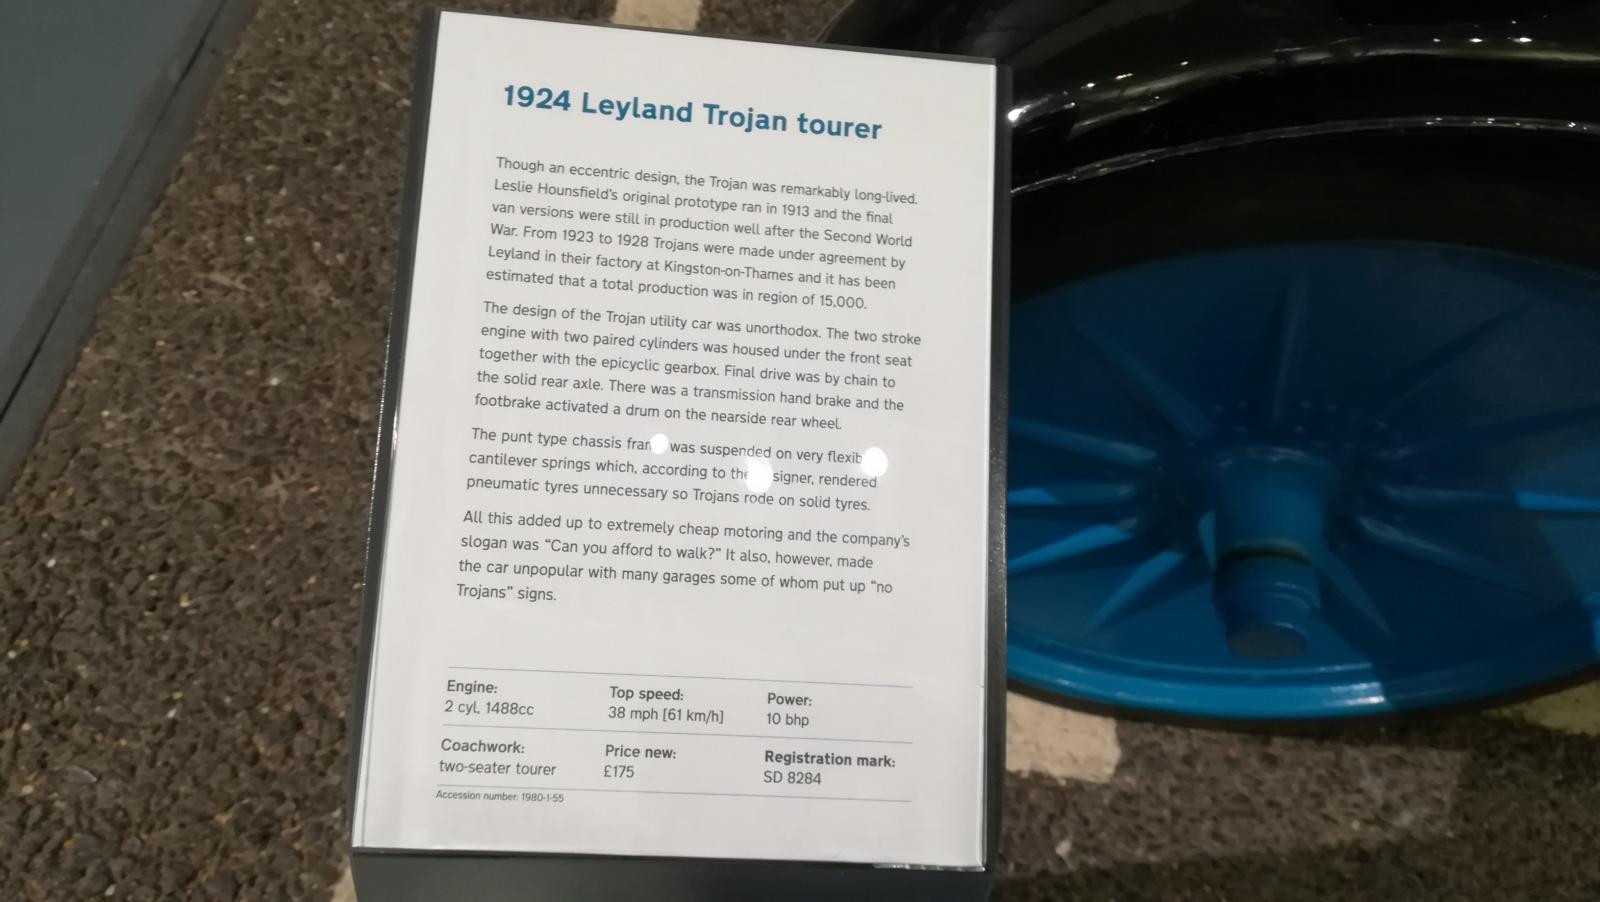 1924 Leyland Trojan tourer
Though an eccentric design, the Trojan was remarkably long-lived.
Leslie Hounsfield's original prototype ran in 1913 and the final
van versions were still in production well after the Second World
War. From 1923 to 1928 Trojans were made under agreement by
Leyland in their factory at Kingston-on-Thames and it has been
estimated that a total production was in region of 15,000.
The design of the Trojan utility car was unorthodox. The two stroke
engine with two paired cylinders was housed under the front seat
together with the epicyclic gearbox. Final drive was by chain to
the solid rear axle. There was a transmission hand brake and the
footbrake activated a drum on the nearside rear wheel.
The punt type chassis was suspended on very
cantilever springs which, according to the rendered
pneumatic tyres unnecessary so Trojans rode on solid tyres.
All this added up to extremely cheap motoring and the company's
slogan was "Can you afford to walk?" It also, however, made
the car unpopular with many garages some of whom put up "no
Trojans" signs.
Engine: Top speed: Power:
2 cyl, 1488cc 38 mph [61 km/h] 10 bhp
Coachwork: Price new: Registration mark:
two-seater tourer £175 SD 8284
Accession number: 1980-1-55